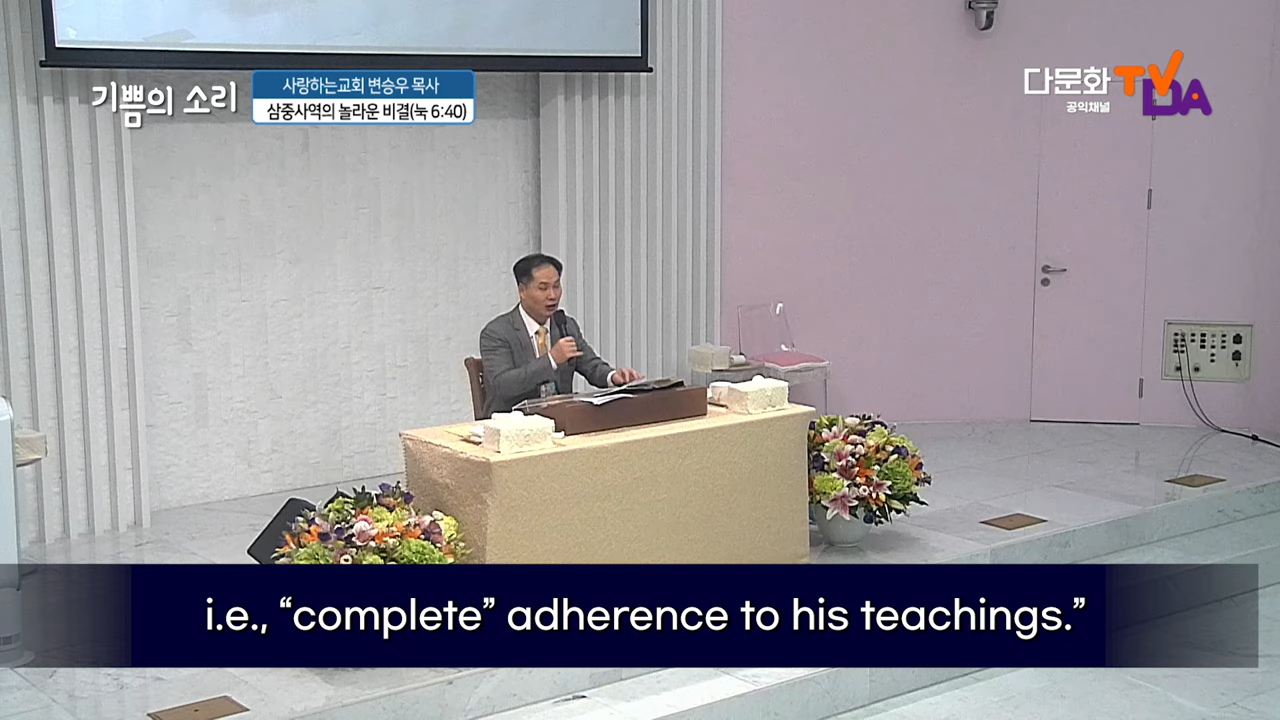 기쁨의 소리
사랑하는교회 변승우 목사
삼중사역의 놀라운 비결(눅 6:40)
다문화TV DA
공익채널
i.e., “complete” adherence to his teachings.”